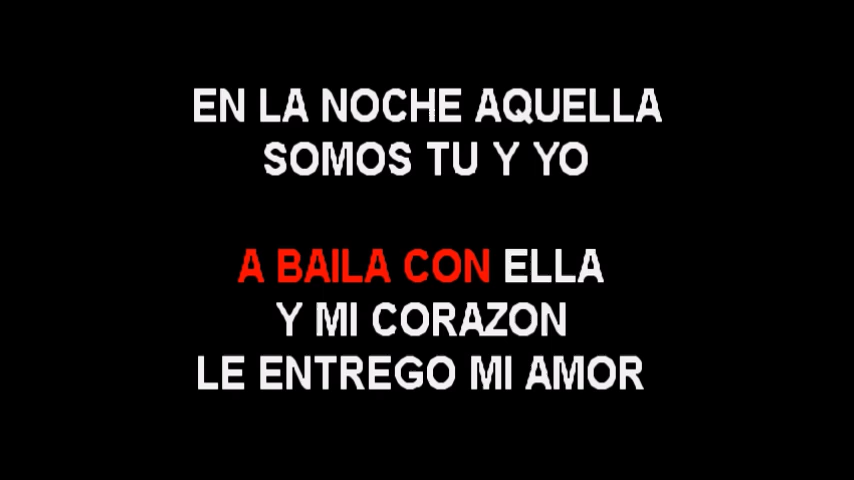 EN LA NOCHE AQUELLA
SOMOS TU Y YO
A BAILA CON ELLA
Y MI CORAZON
LE ENTREGO MI AMOR